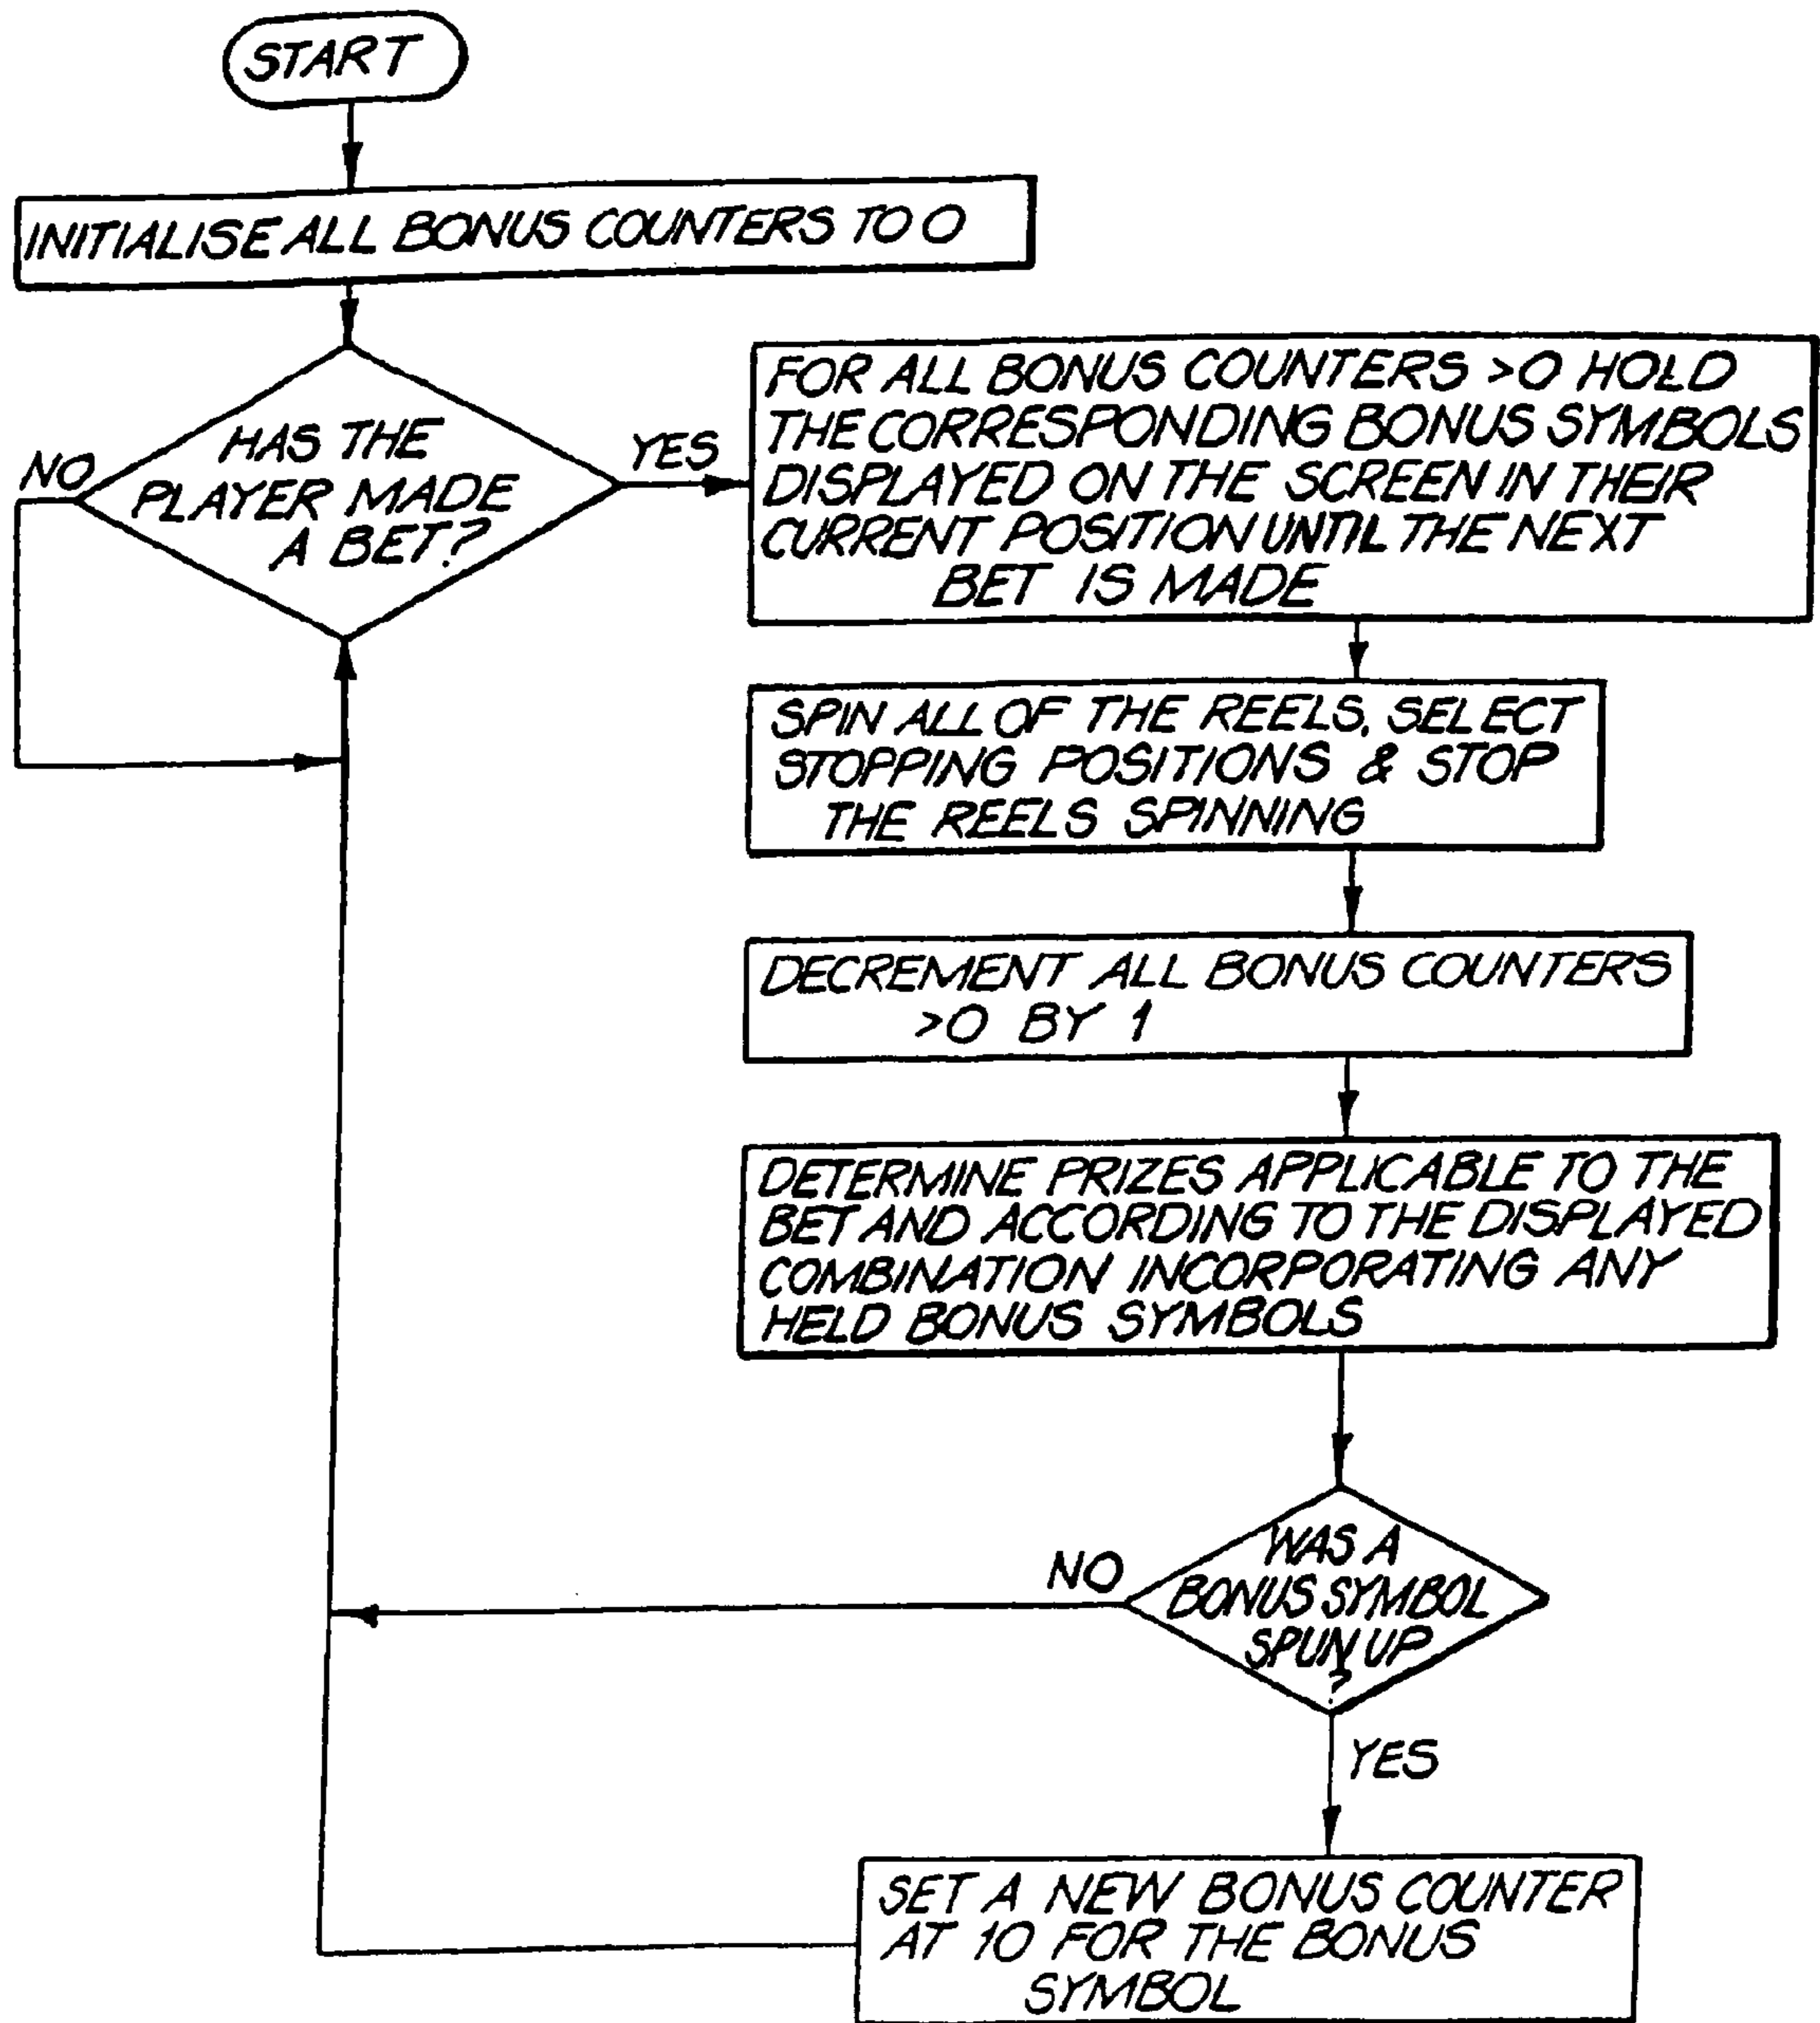 START
INITIALISE ALL BONUS COUNTERS TO 0
HAS THE
PLAYER MADE
A BET?
NO
YES
FOR ALL BONUS COUNTERS >0 HOLD
THE CORRESPONDING BONUS SYMBOLS
DISPLAYED ON THE SCREEN IN THEIR
CURRENT POSITION UNTIL THE NEXT
BET IS MADE
SPIN ALL OF THE REELS, SELECT
STOPPING POSITIONS & STOP
THE REELS SPINNING
DECREMENT ALL BONUS COUNTERS
>0 BY 1
DETERMINE PRIZES APPLICABLE TO THE
BET AND ACCORDING TO THE DISPLAYED
COMBINATION INCORPORATING ANY
HELD BONUS SYMBOLS
WAS A
BONUS SYMBOL
SPUN UP
?
NO
YES
SET A NEW BONUS COUNTER
AT 10 FOR THE BONUS
SYMBOL